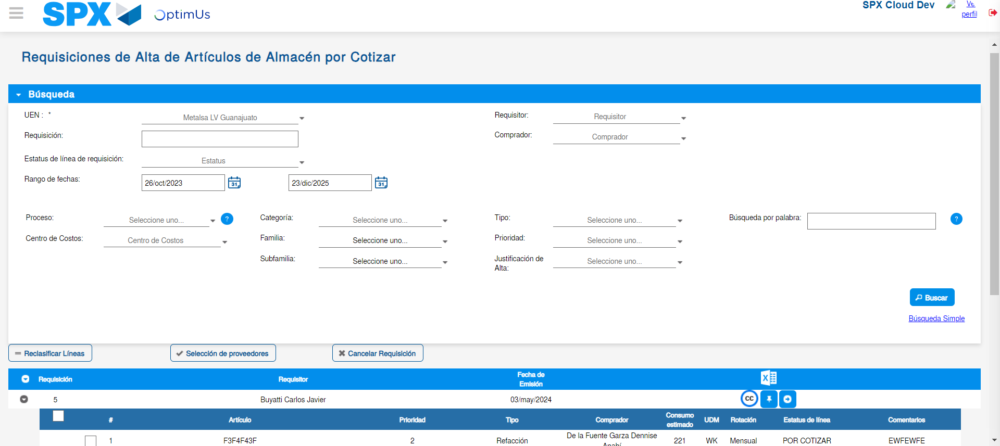 SPX OptimUs
SPX Cloud Dev
Ve
perfil
Requisiciones de Alta de Artículos de Almacén por Cotizar
Búsqueda
UEN : * Metalsa LV Guanajuato
Requisitor: Requisitor
Requisición:
Comprador: Comprador
Estatus de línea de requisición: Estatus
Rango de fechas: 26/oct/2023 31 23/dic/2025 31
Proceso: Seleccione uno... ? Categoría: Seleccione uno... Tipo: Seleccione uno... Búsqueda por palabra: ?
Centro de Costos: Centro de Costos Familia: Seleccione uno... Prioridad: Seleccione uno...
Subfamilia: Seleccione uno... Justificación de
Alta: Seleccione uno...
Buscar
Búsqueda Simple
Reclasificar Líneas Selección de proveedores Cancelar Requisición
Requisición Requisitor Fecha de
Emisión X
5 Buyatti Carlos Javier 03/may/2024 CC
# Artículo Prioridad Tipo Comprador Consumo
estimado UDM Rotación Estatus de línea Comentarios
1 F3F4F43F 2 Refacción De la Fuente Garza Dennise
221 WK Mensual POR COTIZAR EWFEWFE